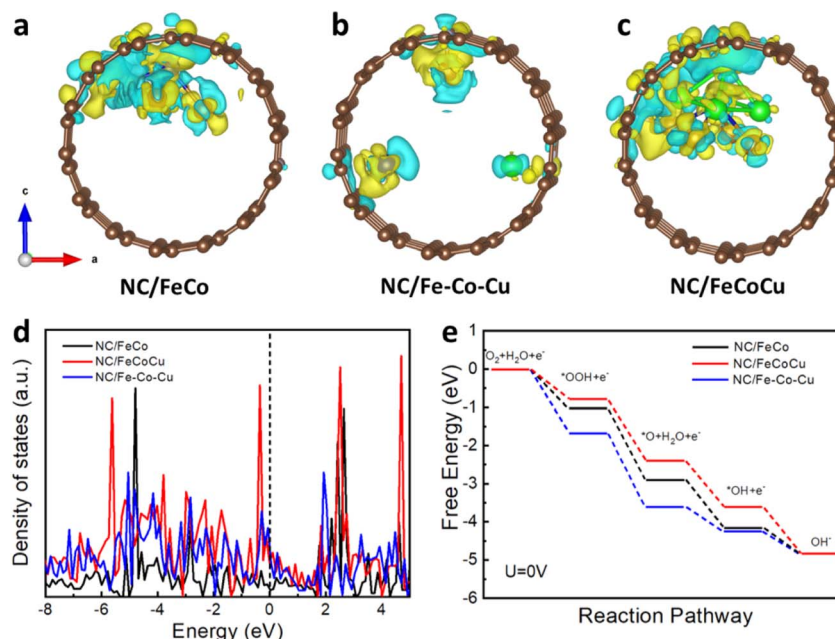 a
b
c
c
a
NC/FeCo
NC/Fe-Co-Cu
NC/FeCoCu
d
NC/FeCo
NC/FeCoCu
NC/Fe-Co-Cu
Density of states (a.u.)
-8 -6 -4 -2 0 2 4
Energy (eV)
e
1
0
-1
-2
-3
-4
-5
-6
Free Energy (eV)
O₂+H₂O+e⁻
*OOH+e⁻
*O+H₂O+e⁻
*OH+e⁻
OH⁻
NC/FeCo
NC/FeCoCu
NC/Fe-Co-Cu
U=0V
Reaction Pathway